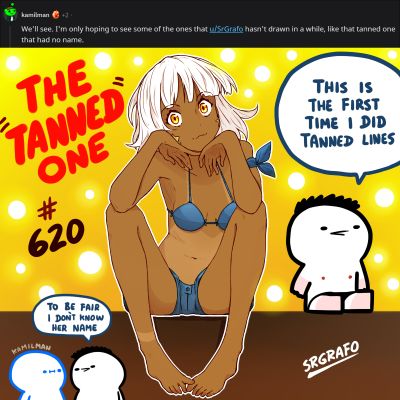 kamilman +2
We'll see. I'm only hoping to see some of the ones that u/SrGrafo hasn't drawn in a while, like that tanned one
that had no name.
THE
"TANNED"
ONE
#
620
THIS IS
THE FIRST
TIME I DID
TANNED LINES
TO BE FAIR
I DON'T KNOW
HER NAME
KAMILMAN
SRGRAFO